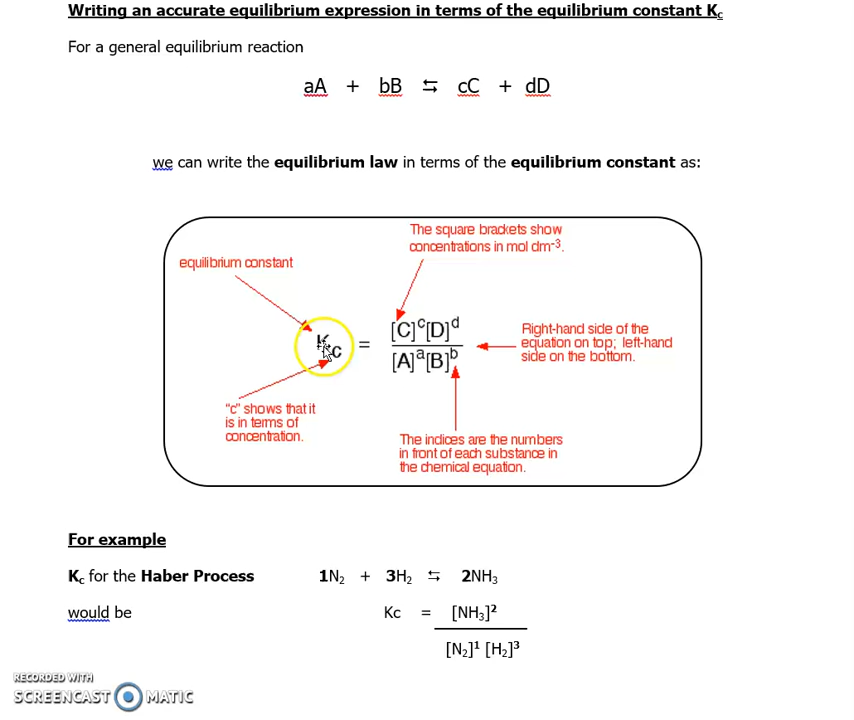 Writing an accurate equilibrium expression in terms of the equilibrium constant K꜀
For a general equilibrium reaction
aA + bB ⇆ cC + dD
we can write the equilibrium law in terms of the equilibrium constant as:
The square brackets show
concentrations in mol dm⁻³.
equilibrium constant
Kc = [C]ᶜ[D]ᵈ
[A]ᵃ[B]ᵇ
Right-hand side of the
equation on top; left-hand
side on the bottom.
"c" shows that it
is in terms of
concentration.
The indices are the numbers
in front of each substance in
the chemical equation.
For example
K꜀ for the Haber Process 1N₂ + 3H₂ ⇆ 2NH₃
would be Kc = [NH₃]²
[N₂]¹ [H₂]³
RECORDED WITH
SCREENCAST MATIC